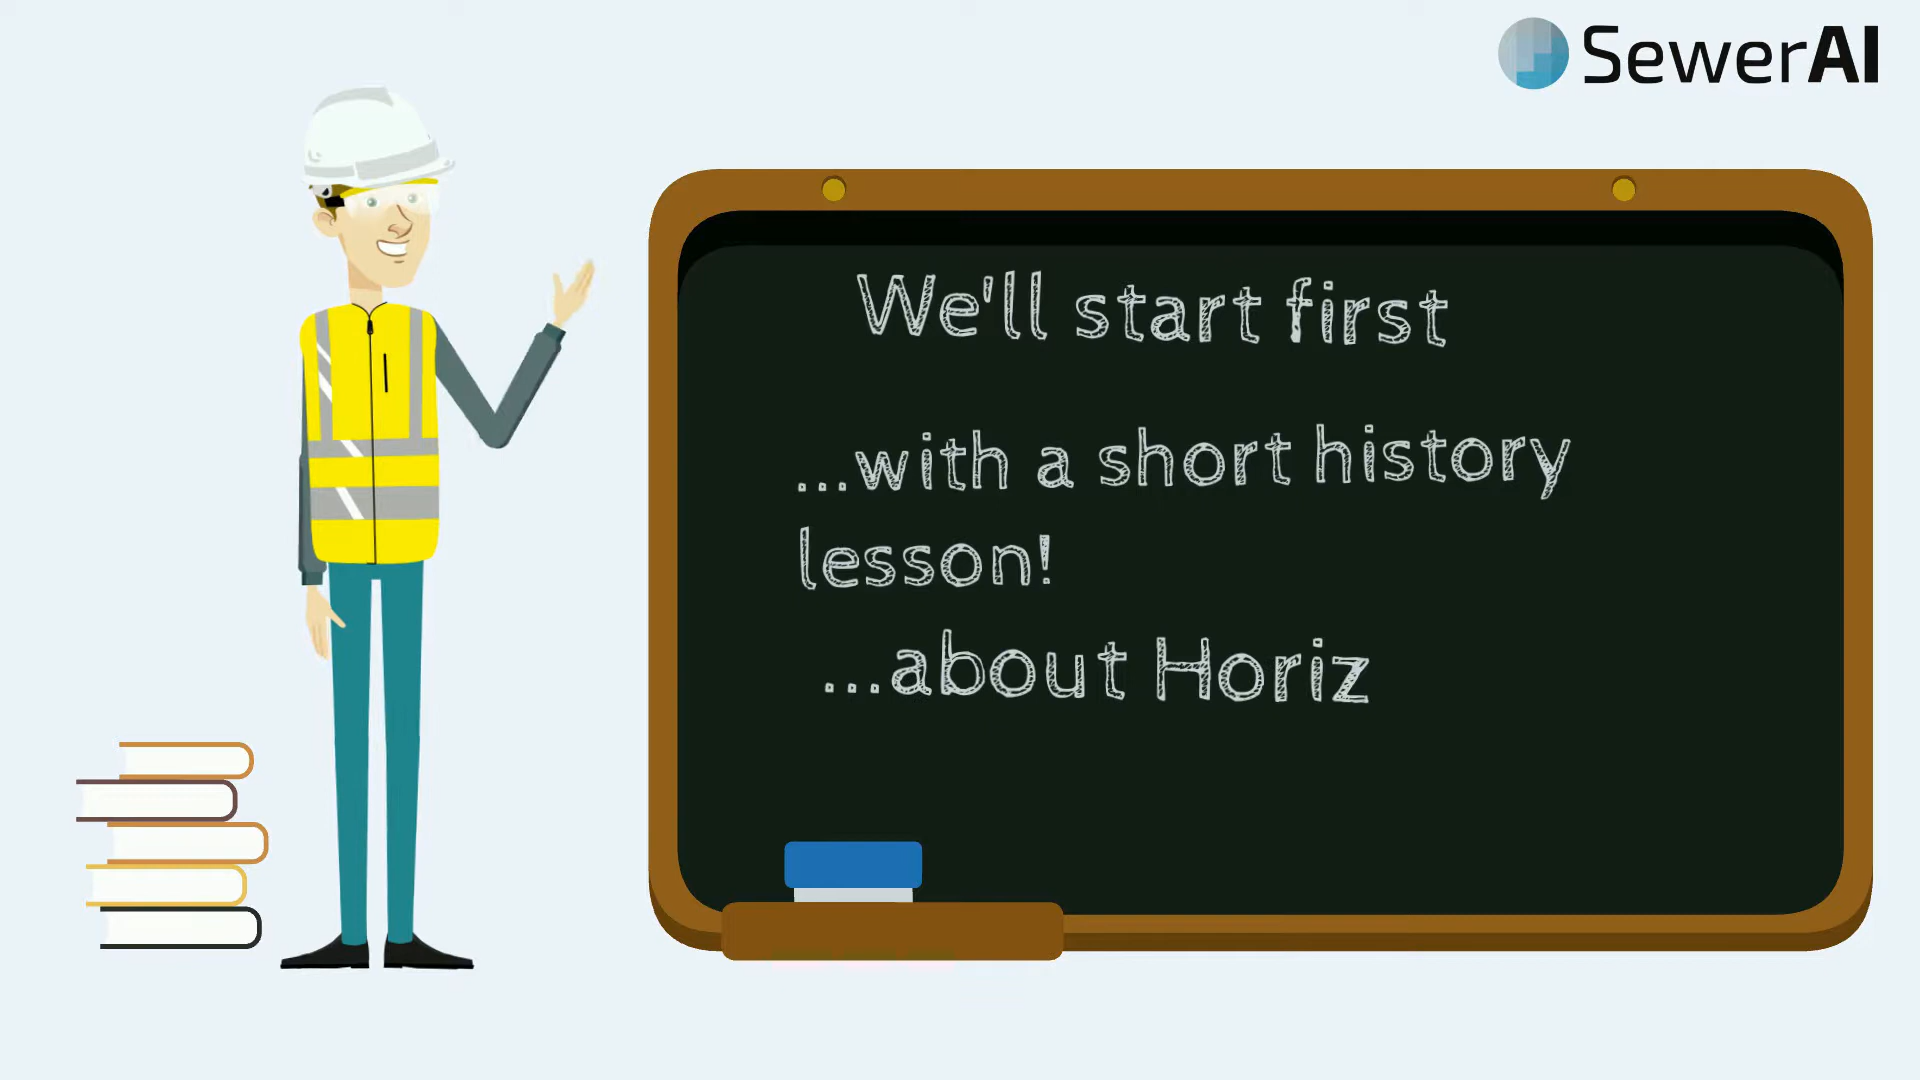 SewerAI
We'll start first
...with a short history
lesson!
...about Horiz